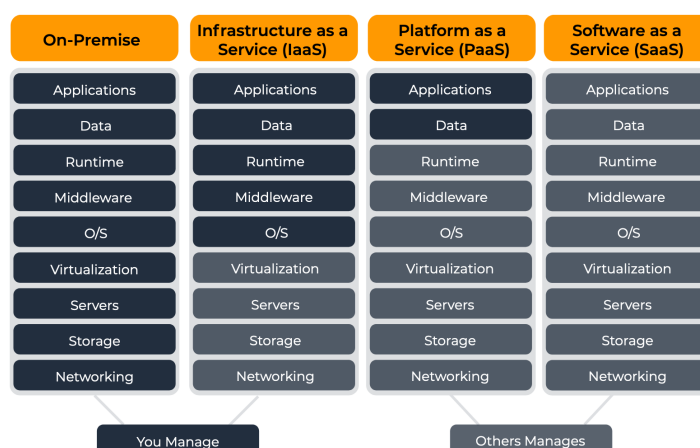 On-Premise
Infrastructure as a
Service (IaaS)
Platform as a
Service (PaaS)
Software as a
Service (SaaS)
Applications
Data
Runtime
Middleware
O/S
Virtualization
Servers
Storage
Networking
Applications
Data
Runtime
Middleware
O/S
Virtualization
Servers
Storage
Networking
Applications
Data
Runtime
Middleware
O/S
Virtualization
Servers
Storage
Networking
Applications
Data
Runtime
Middleware
O/S
Virtualization
Servers
Storage
Networking
You Manage
Others Manages